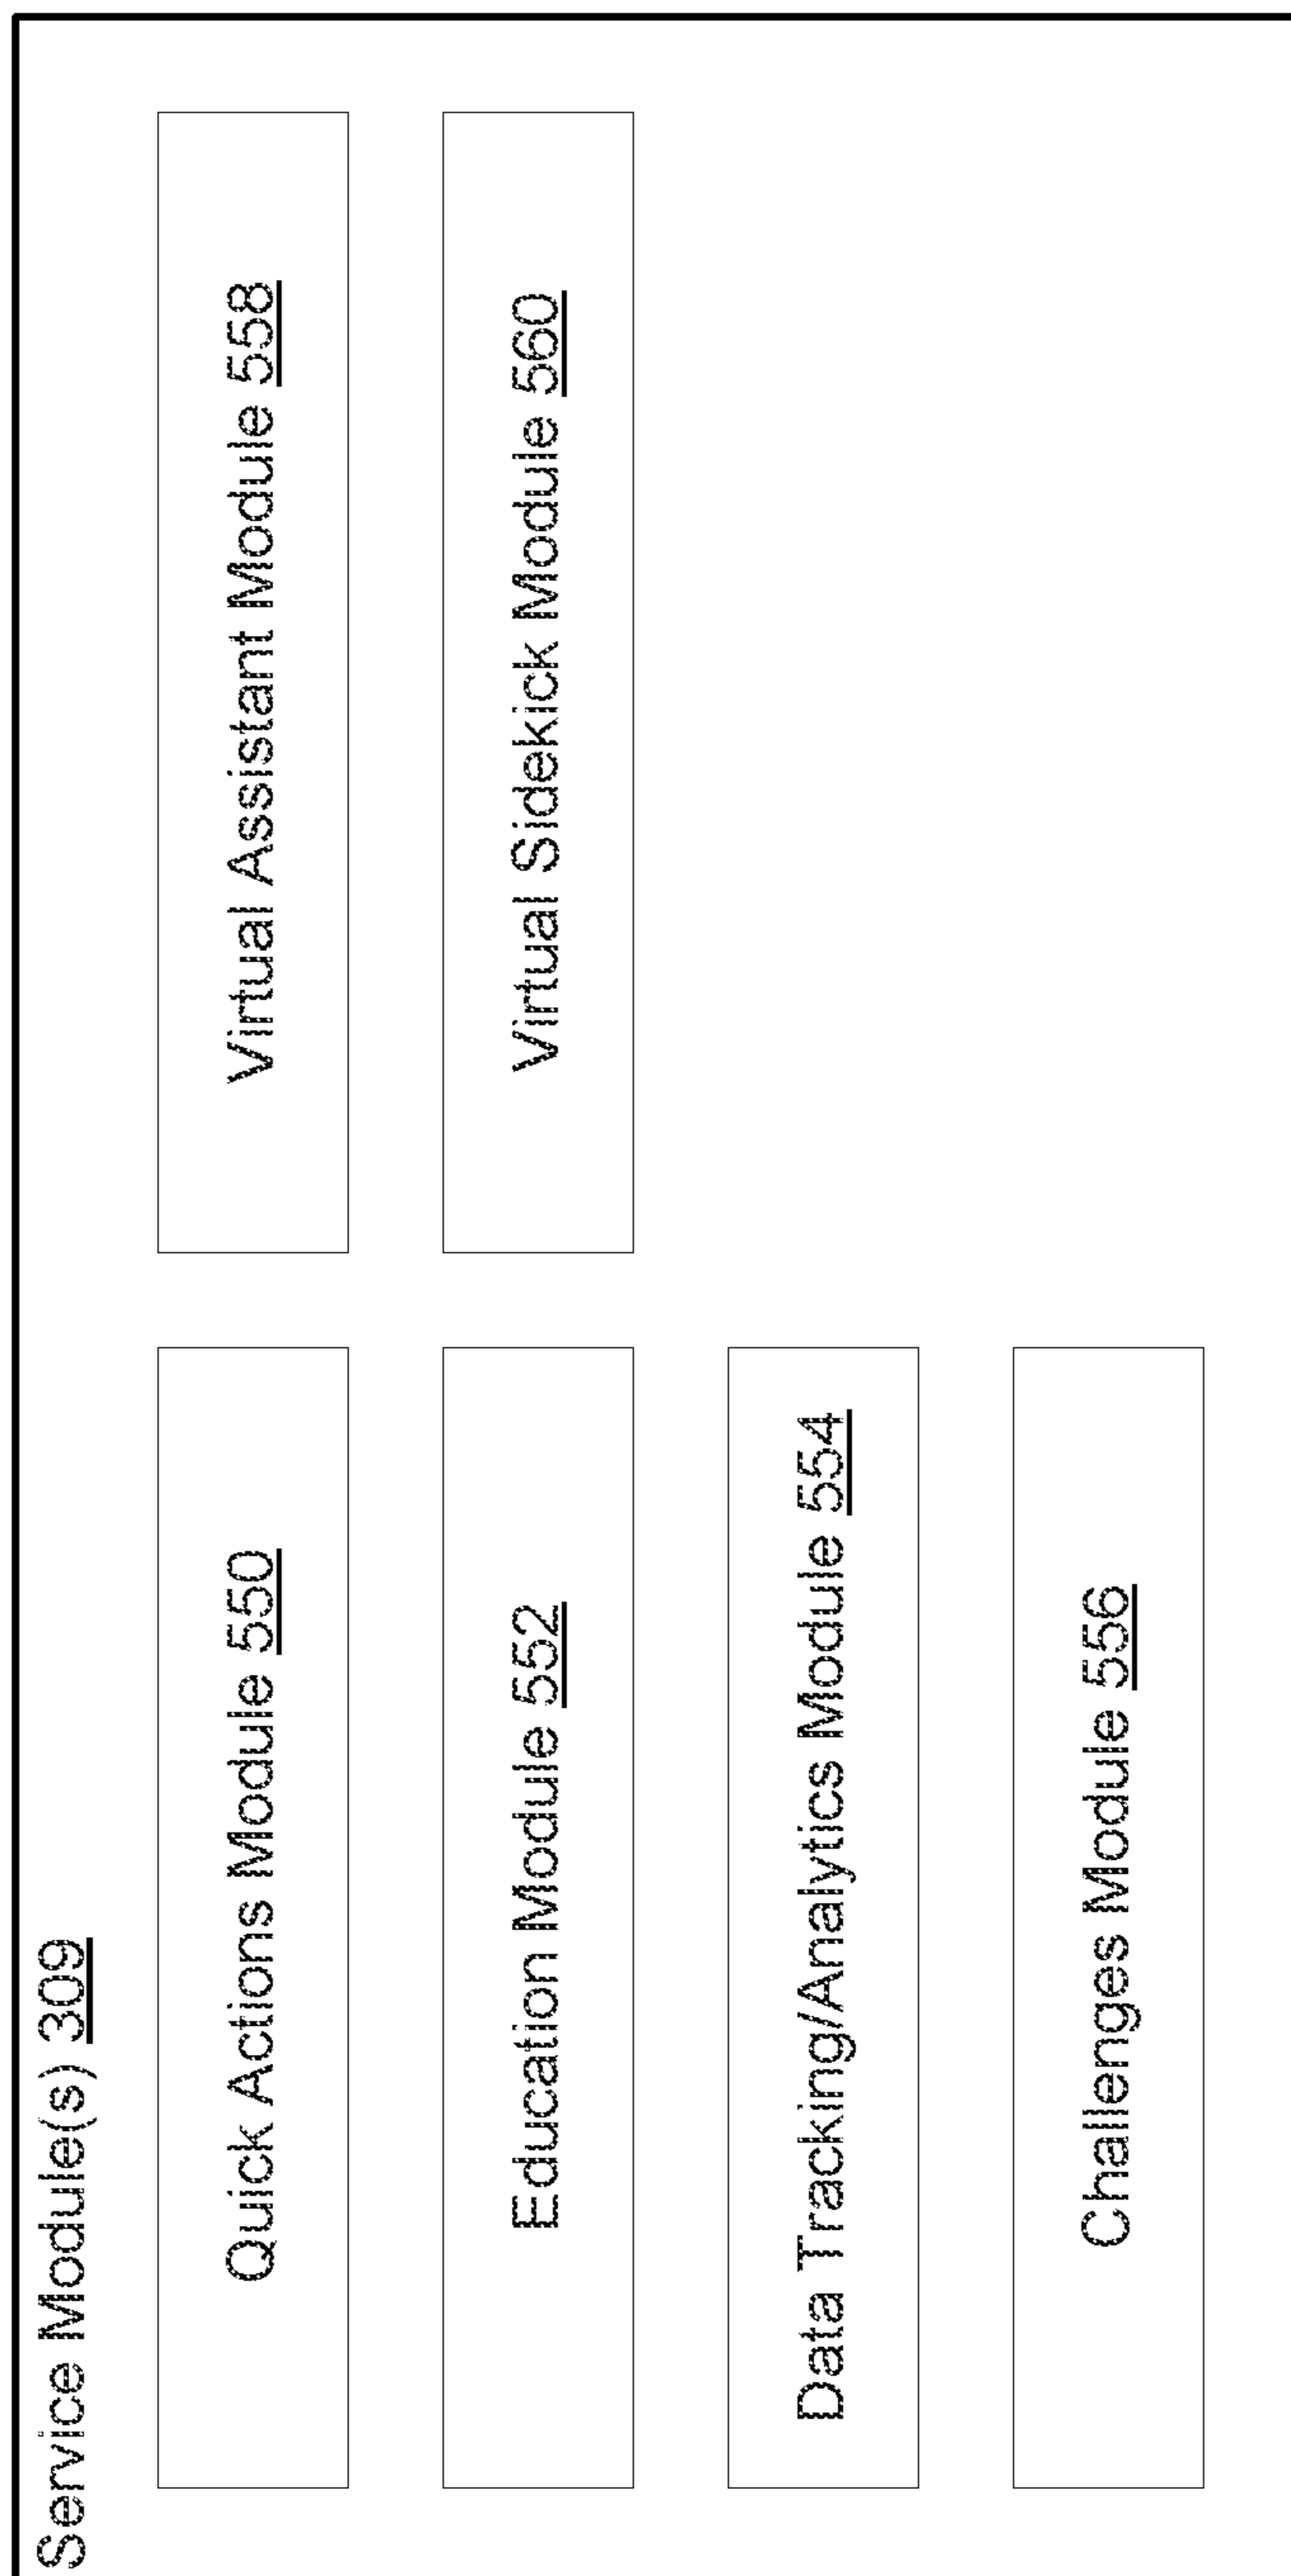 Service Module(s) 309
Quick Actions Module 550
Education Module 552
Data Tracking/Analytics Module 554
Challenges Module 556
Virtual Assistant Module 558
Virtual Sidekick Module 560